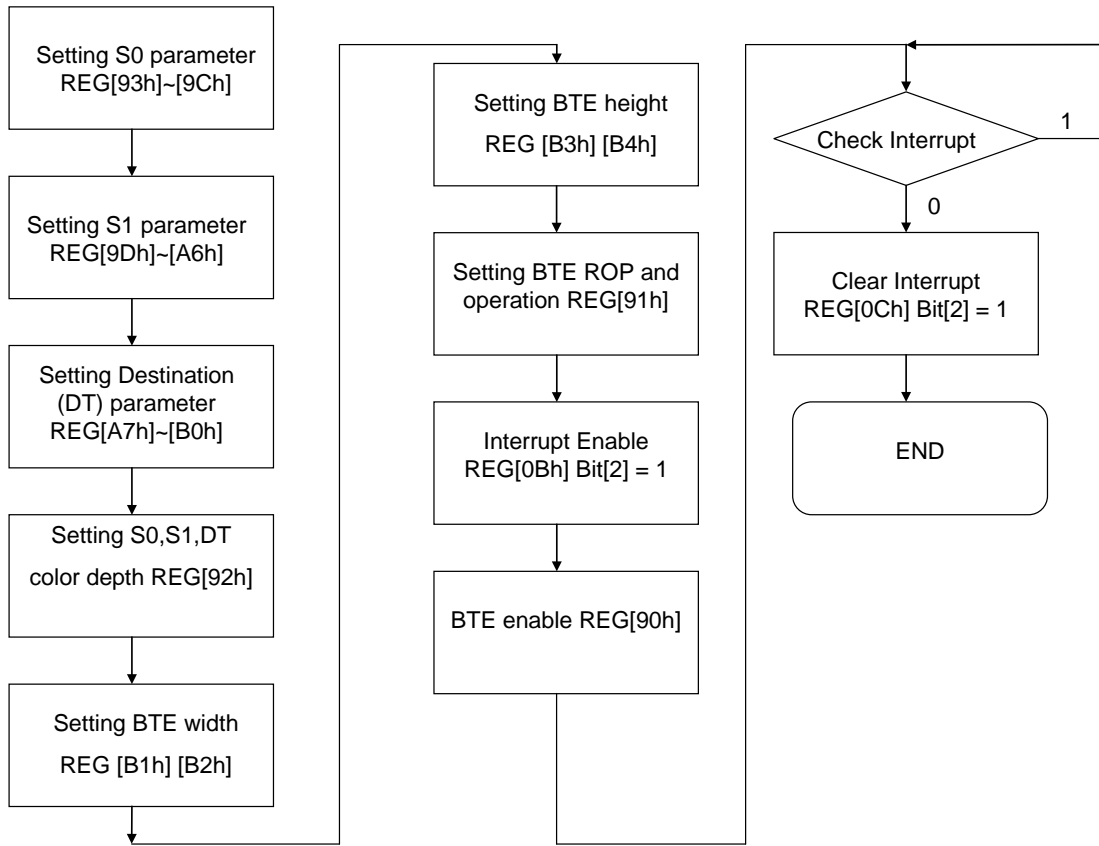 Setting S0 parameter
REG[93h]~[9Ch]
Setting S1 parameter
REG[9Dh]~[A6h]
Setting Destination
(DT) parameter
REG[A7h]~[B0h]
Setting S0,S1,DT
color depth REG[92h]
Setting BTE width
REG [B1h] [B2h]
Setting BTE height
REG [B3h] [B4h]
Setting BTE ROP and
operation REG[91h]
Interrupt Enable
REG[0Bh] Bit[2] = 1
BTE enable REG[90h]
Check Interrupt
1
0
Clear Interrupt
REG[0Ch] Bit[2] = 1
END